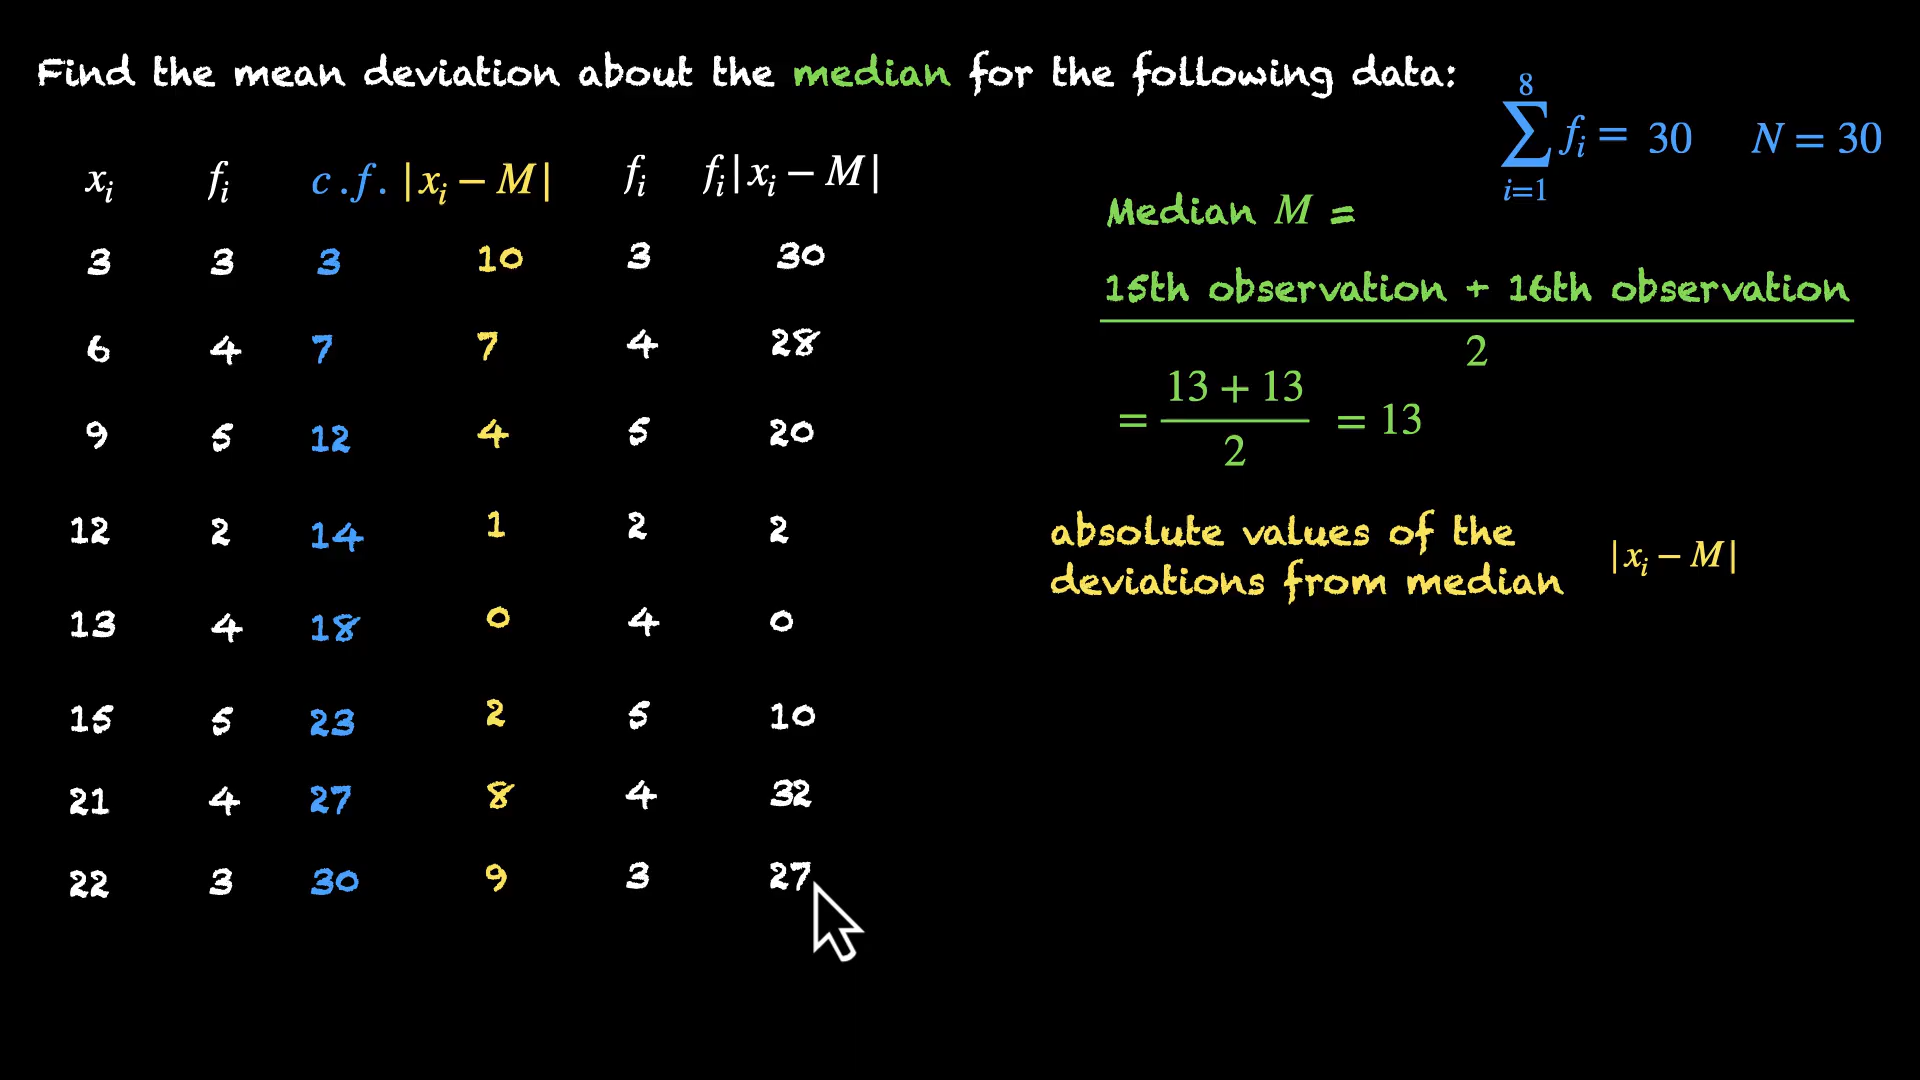 Find the mean deviation about the median for the following data:
8
∑ fᵢ = 30 N = 30
i=1
xᵢ fᵢ c.f. |xᵢ − M| fᵢ fᵢ|xᵢ − M|
3 3 3 10 3 30
6 4 7 7 4 28
9 5 12 4 5 20
12 2 14 1 2 2
13 4 18 0 4 0
15 5 23 2 5 10
21 4 27 8 4 32
22 3 30 9 3 27
Median M =
15th observation + 16th observation
2
13 + 13
= = 13
2
absolute values of the
deviations from median |xᵢ − M|